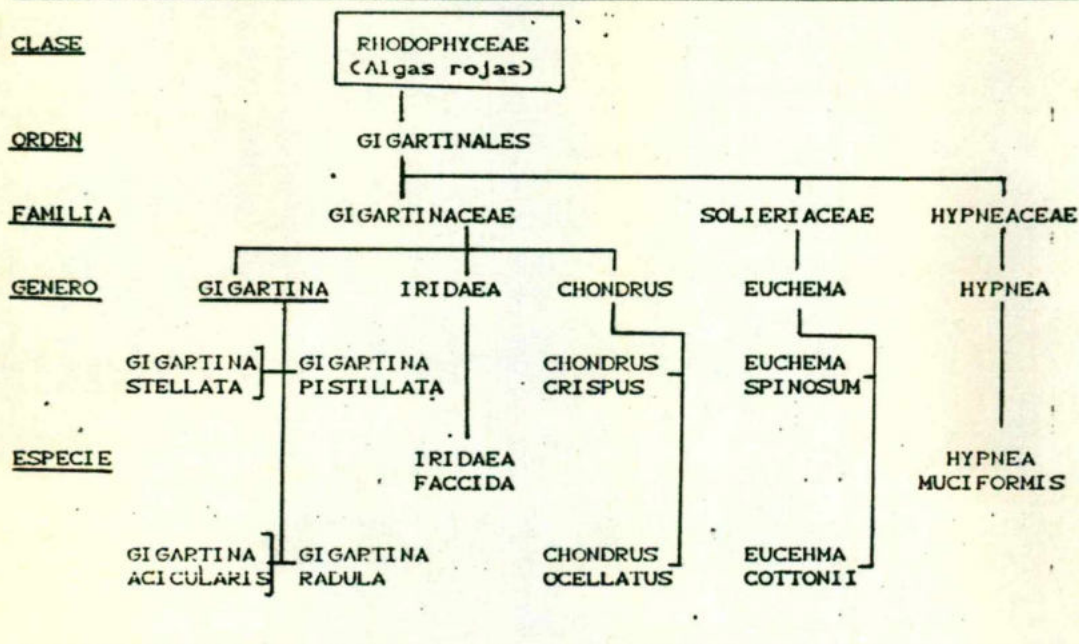 CLASE
RHODOPHYCEAE
(Algas rojas)
ORDEN
GIGARTINALES
FAMILIA
GIGARTINACEAE
SOLIERIACEAE
HYPNEACEAE
GENERO
GIGARTINA
IRIDAEA
CHONDRUS
EUCHEMA
HYPNEA
GIGARTINA
STELLATA
GIGARTINA
PISTILLATA
CHONDRUS
CRISPUS
EUCHEMA
SPINOSUM
ESPECIE
IRIDAEA
FACCIDA
HYPNEA
MUCIFORMIS
GIGARTINA
ACICULARIS
GIGARTINA
RADULA
CHONDRUS
OCELLATUS
EUCEHMA
COTTONII